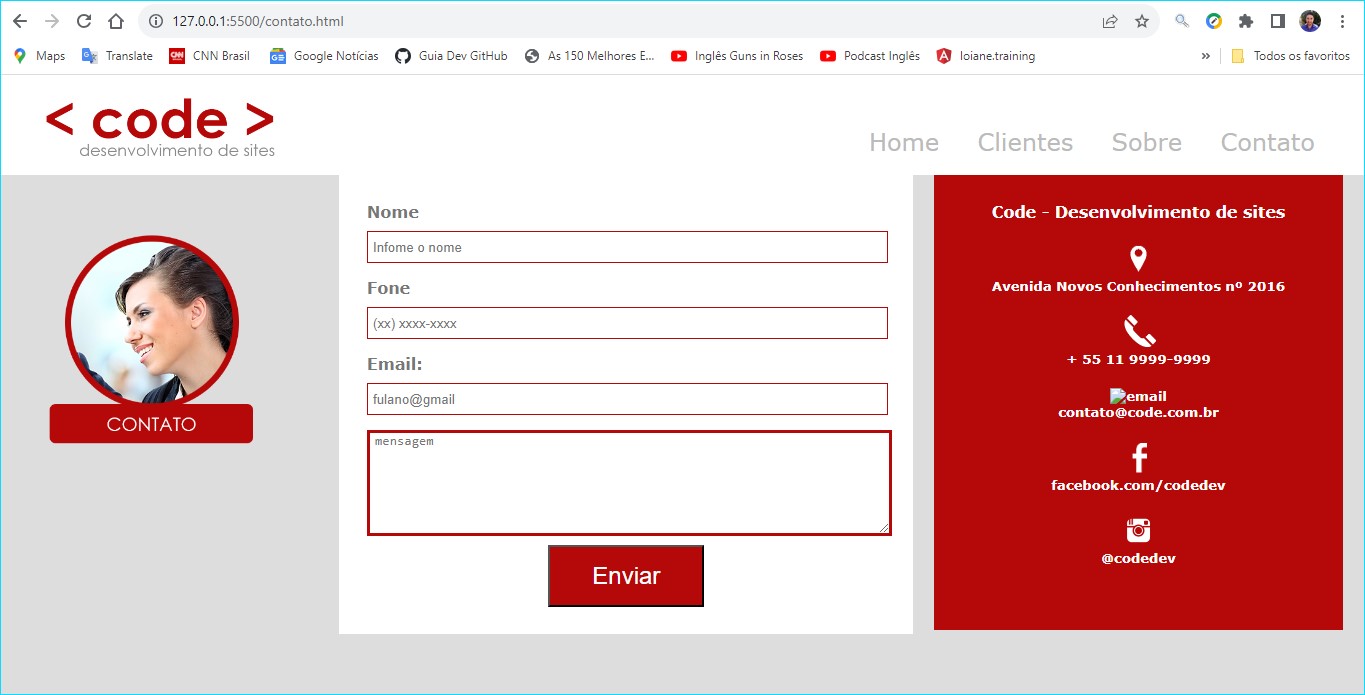 127.0.0.1:5500/contato.html
Maps Translate CNN Brasil Google Notícias Guia Dev GitHub As 150 Melhores E... Inglês Guns in Roses Podcast Inglês loiane.training » Todos os favoritos
< code >
desenvolvimento de sites
Home Clientes Sobre Contato
CONTATO
Nome
Infome o nome
Fone
(xx) xxxx-xxxx
Email:
fulano@gmail
mensagem
Enviar
Code - Desenvolvimento de sites
Avenida Novos Conhecimentos nº 2016
+ 55 11 9999-9999
email
contato@code.com.br
facebook.com/codedev
@codedev